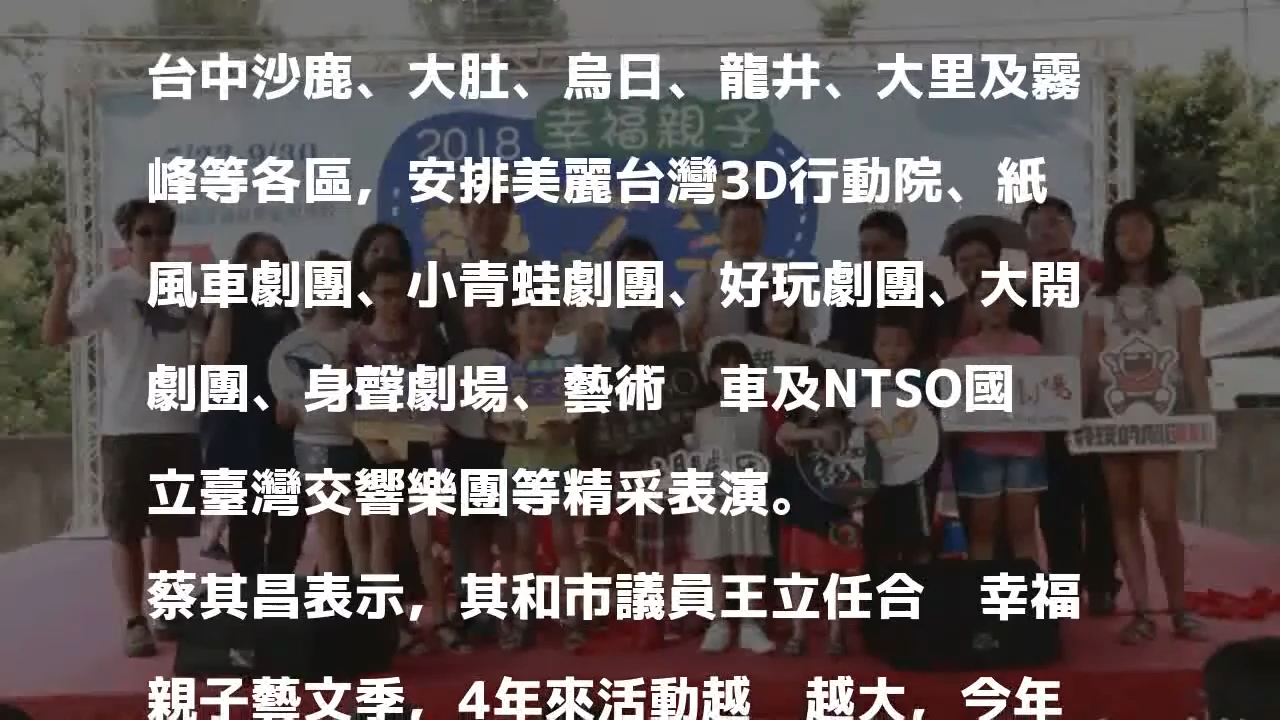 台中沙鹿、大肚、烏日、龍井、大里及霧
峰等各區，安排美麗台灣3D行動院、紙
風車劇團、小青蛙劇團、好玩劇團、大開
劇團、身聲劇場、藝術　車及NTSO國
立臺灣交響樂團等精采表演。
蔡其昌表示，其和市議員王立任合　幸福
親子藝文季，4年來活動越　越大，今年
2018 幸福親子